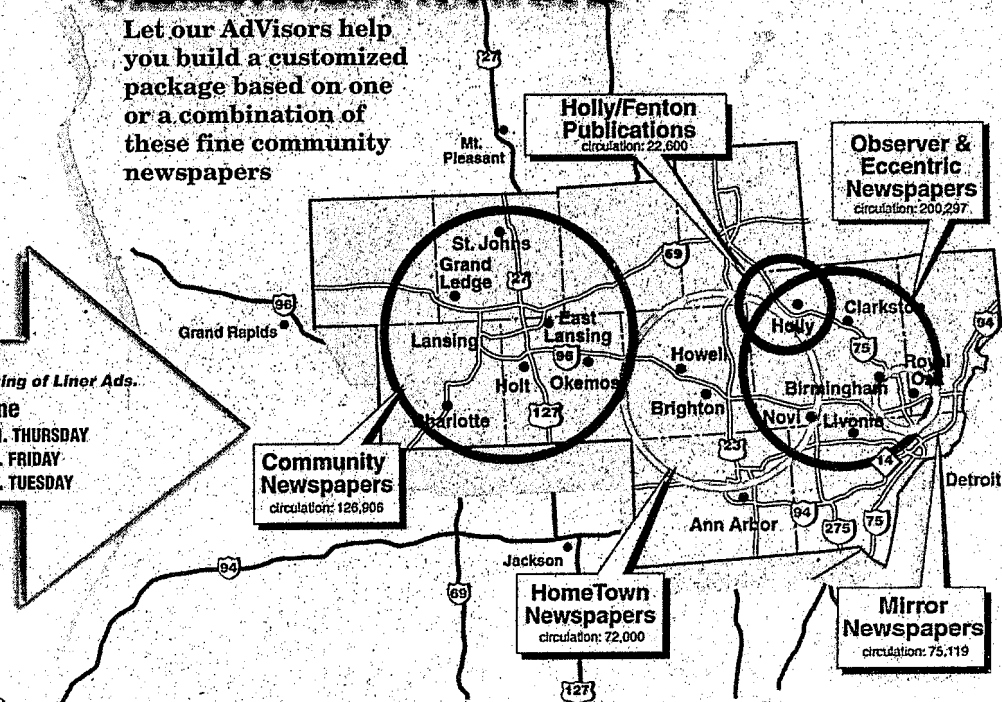 Let our AdVisors help
you build a customized
package based on one
or a combination of
these fine community
newspapers
27
Mt.
Pleasant
Holly/Fenton
Publications
circulation: 22,600
Observer &
Eccentric
Newspapers
circulation: 200,297
St. Johns
Grand
Ledge
27
69
96
Grand Rapids
Lansing
East
Lansing
96
Holt
Okemos
Charlotte
127
Howell
Brighton
23
Holly
Clarkston
75
94
Royal
Oak
Birmingham
Novi
Livonia
14
Detroit
ing of Liner Ads.
THURSDAY
FRIDAY
TUESDAY
Community
Newspapers
circulation: 126,906
Ann Arbor
94
275
75
Jackson
94
69
HomeTown
Newspapers
circulation: 72,000
Mirror
Newspapers
circulation: 75,119
127